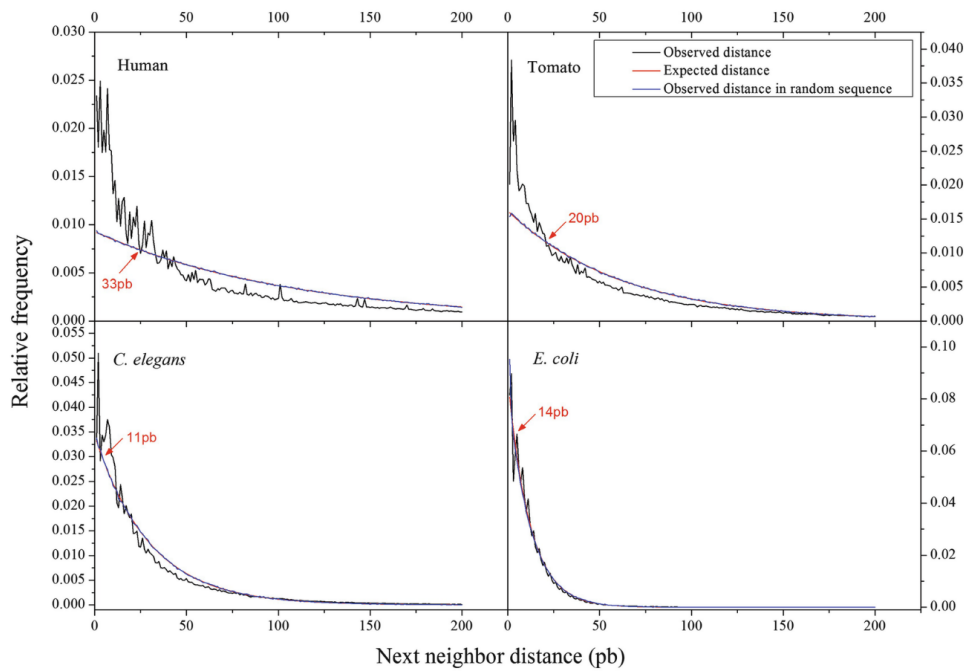 0 50 100 150 200 0 50 100 150 200
0.030
0.025
0.020
0.015
0.010
0.005
0.000
Human
33pb
Tomato
Observed distance
Expected distance
Observed distance in random sequence
20pb
0.040
0.035
0.030
0.025
0.020
0.015
0.010
0.005
0.000
Relative frequency
0.055
0.050
0.045
0.040
0.035
0.030
0.025
0.020
0.015
0.010
0.005
0.000
C. elegans
11pb
E. coli
14pb
0.10
0.08
0.06
0.04
0.02
0.00
0 50 100 150 200 0 50 100 150 200
Next neighbor distance (pb)